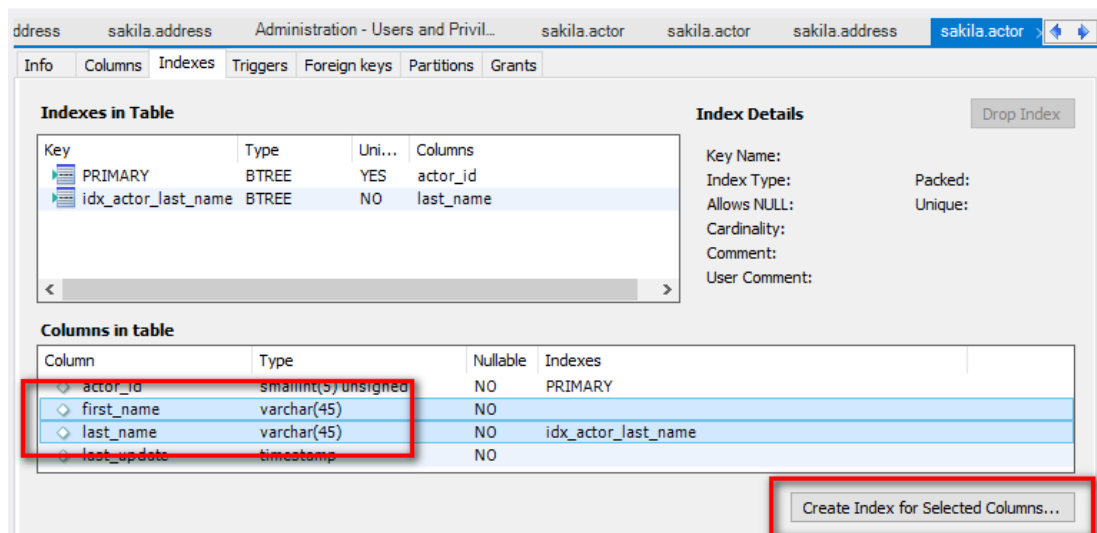 ddress sakila.address Administration - Users and Privil... sakila.actor sakila.actor sakila.address sakila.actor
Info Columns Indexes Triggers Foreign keys Partitions Grants
Indexes in Table
Key Type Uni... Columns
PRIMARY BTREE YES actor_id
idx_actor_last_name BTREE NO last_name
Index Details Drop Index
Key Name:
Index Type: Packed:
Allows NULL: Unique:
Cardinality:
Comment:
User Comment:
Columns in table
Column Type Nullable Indexes
actor_id smallint(5) unsigned NO PRIMARY
first_name varchar(45) NO
last_name varchar(45) NO idx_actor_last_name
last_update timestamp NO
Create Index for Selected Columns...